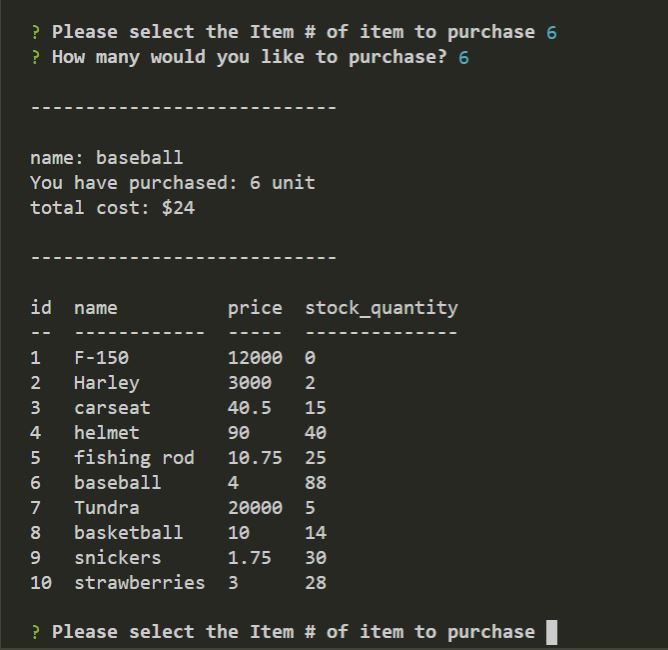 ? Please select the Item # of item to purchase 6
? How many would you like to purchase? 6
----------------------------
name: baseball
You have purchased: 6 unit
total cost: $24
----------------------------
id  name          price  stock_quantity
--  ------------  -----  --------------
1   F-150         12000  0
2   Harley        3000   2
3   carseat       40.5   15
4   helmet        90     40
5   fishing rod   10.75  25
6   baseball      4      88
7   Tundra        20000  5
8   basketball    10     14
9   snickers      1.75   30
10  strawberries  3      28
? Please select the Item # of item to purchase